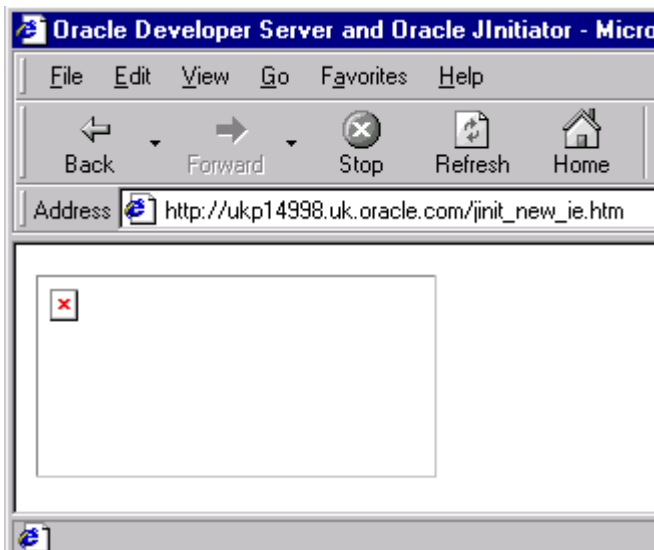 Oracle Developer Server and Oracle JInitiator - Micro
File Edit View Go Favorites Help
Back Forward Stop Refresh Home
Address http://ukp14998.uk.oracle.com/jinit_new_ie.htm